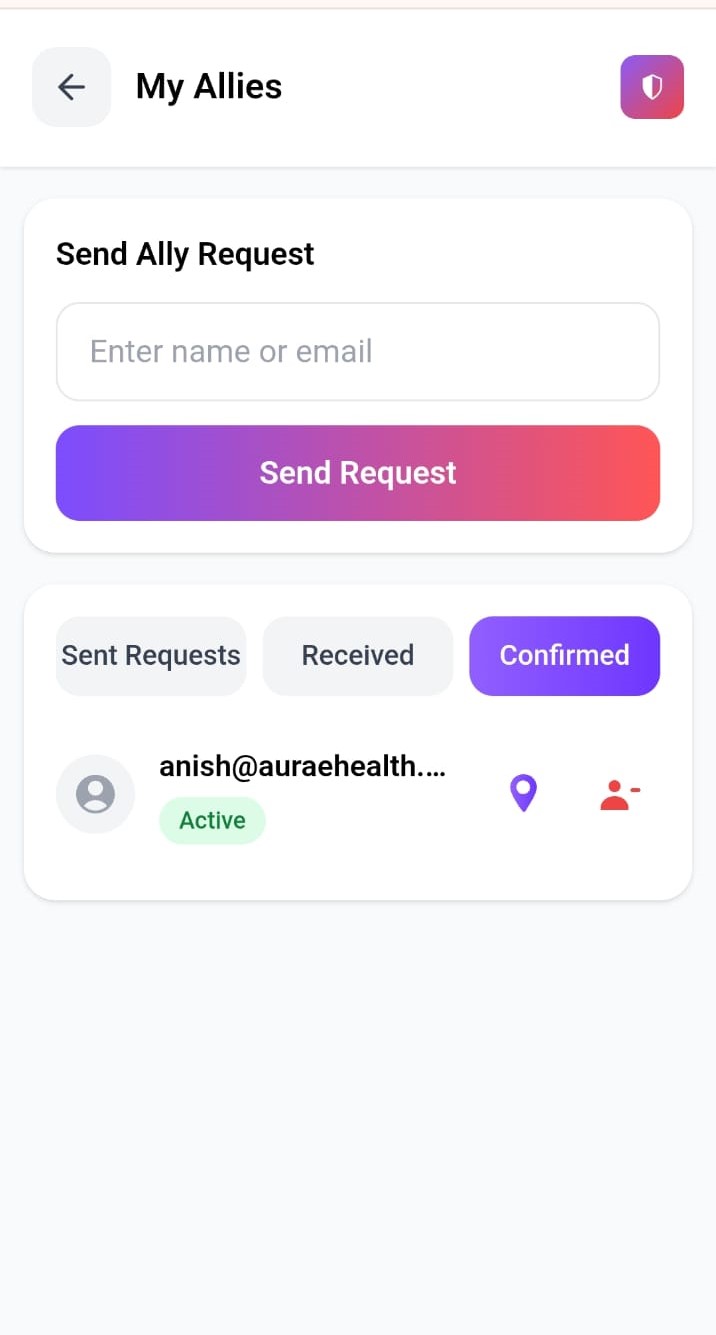 My Allies
Send Ally Request
Enter name or email
Send Request
Sent Requests
Received
Confirmed
anish@auraehealth....
Active